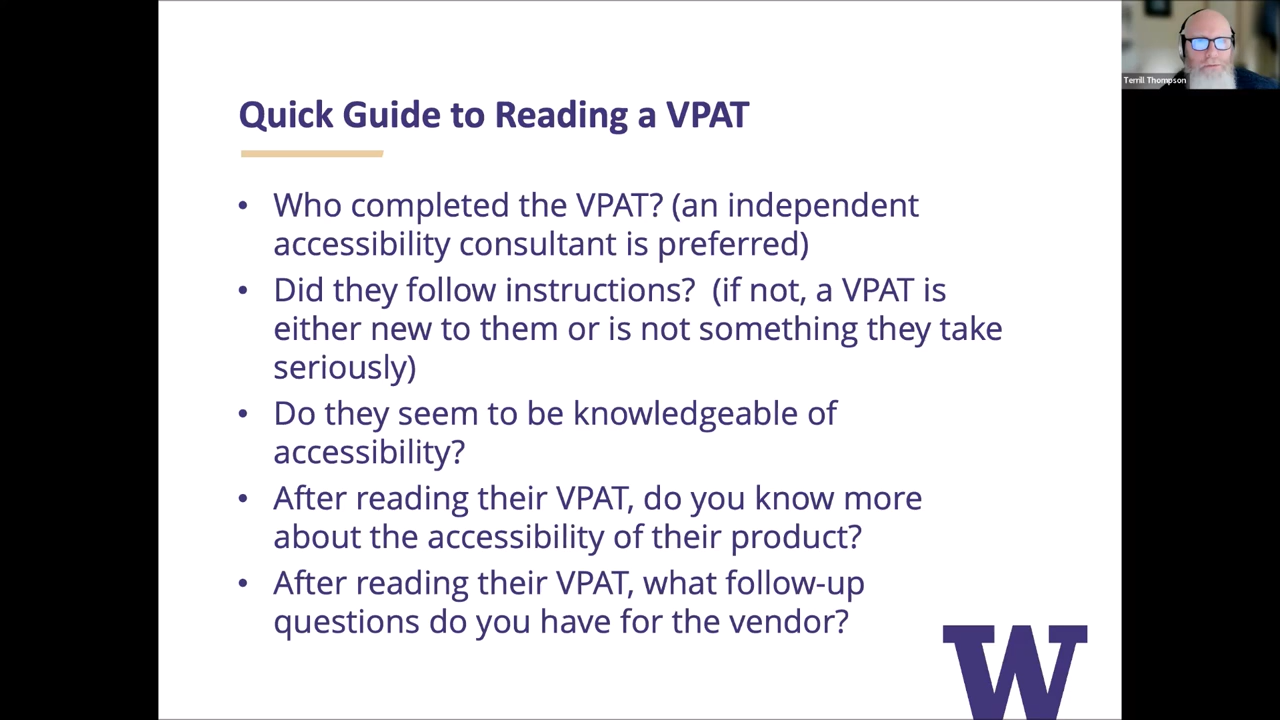 Quick Guide to Reading a VPAT
• Who completed the VPAT? (an independent
accessibility consultant is preferred)
• Did they follow instructions?  (if not, a VPAT is
either new to them or is not something they take
seriously)
• Do they seem to be knowledgeable of
accessibility?
• After reading their VPAT, do you know more
about the accessibility of their product?
• After reading their VPAT, what follow-up
questions do you have for the vendor?
W
Terrill Thompson